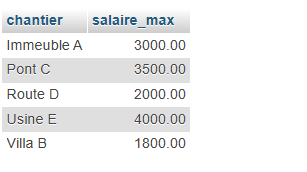 chantier salaire_max
Immeuble A 3000.00
Pont C 3500.00
Route D 2000.00
Usine E 4000.00
Villa B 1800.00